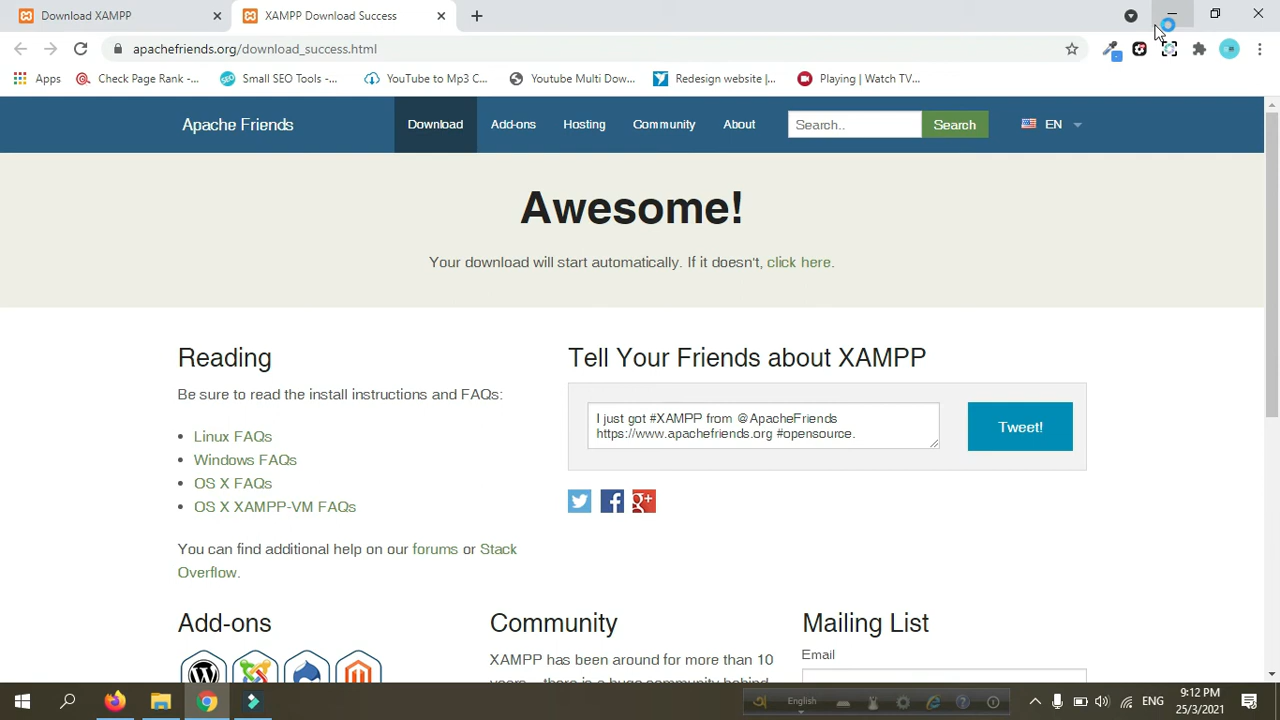 Download XAMPP
XAMPP Download Success
apachefriends.org/download_success.html
Apps
Check Page Rank -...
Small SEO Tools -...
YouTube to Mp3 C...
Youtube Multi Dow...
Redesign website |...
Playing | Watch TV...
Apache Friends
Download
Add-ons
Hosting
Community
About
Search..
Search
EN
Awesome!
Your download will start automatically. If it doesn't, click here.
Reading
Be sure to read the install instructions and FAQs:
Linux FAQs
Windows FAQs
OS X FAQs
OS X XAMPP-VM FAQs
You can find additional help on our forums or Stack
Overflow.
Tell Your Friends about XAMPP
I just got #XAMPP from @ApacheFriends
https://www.apachefriends.org #opensource.
Tweet!
Add-ons
Community
XAMPP has been around for more than 10
Mailing List
Email
English
ENG
9:12 PM
25/3/2021